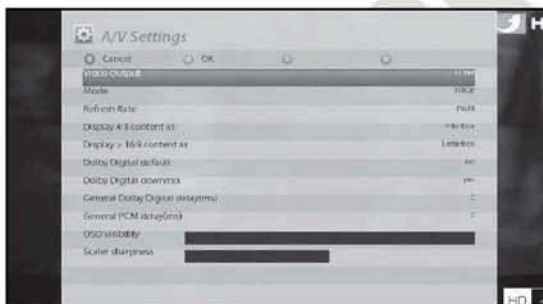 A/V Settings
Cancel OK
Video Output
Mode
Refresh Rate
Display 4:3 content as
Display > 16:9 content as Letterbox
Dolby Digital default no
Dolby Digital downmix yes
General Dolby Digital delay(ms)
General PCM delay(ms)
OSD visibility
Scaler sharpness
HD